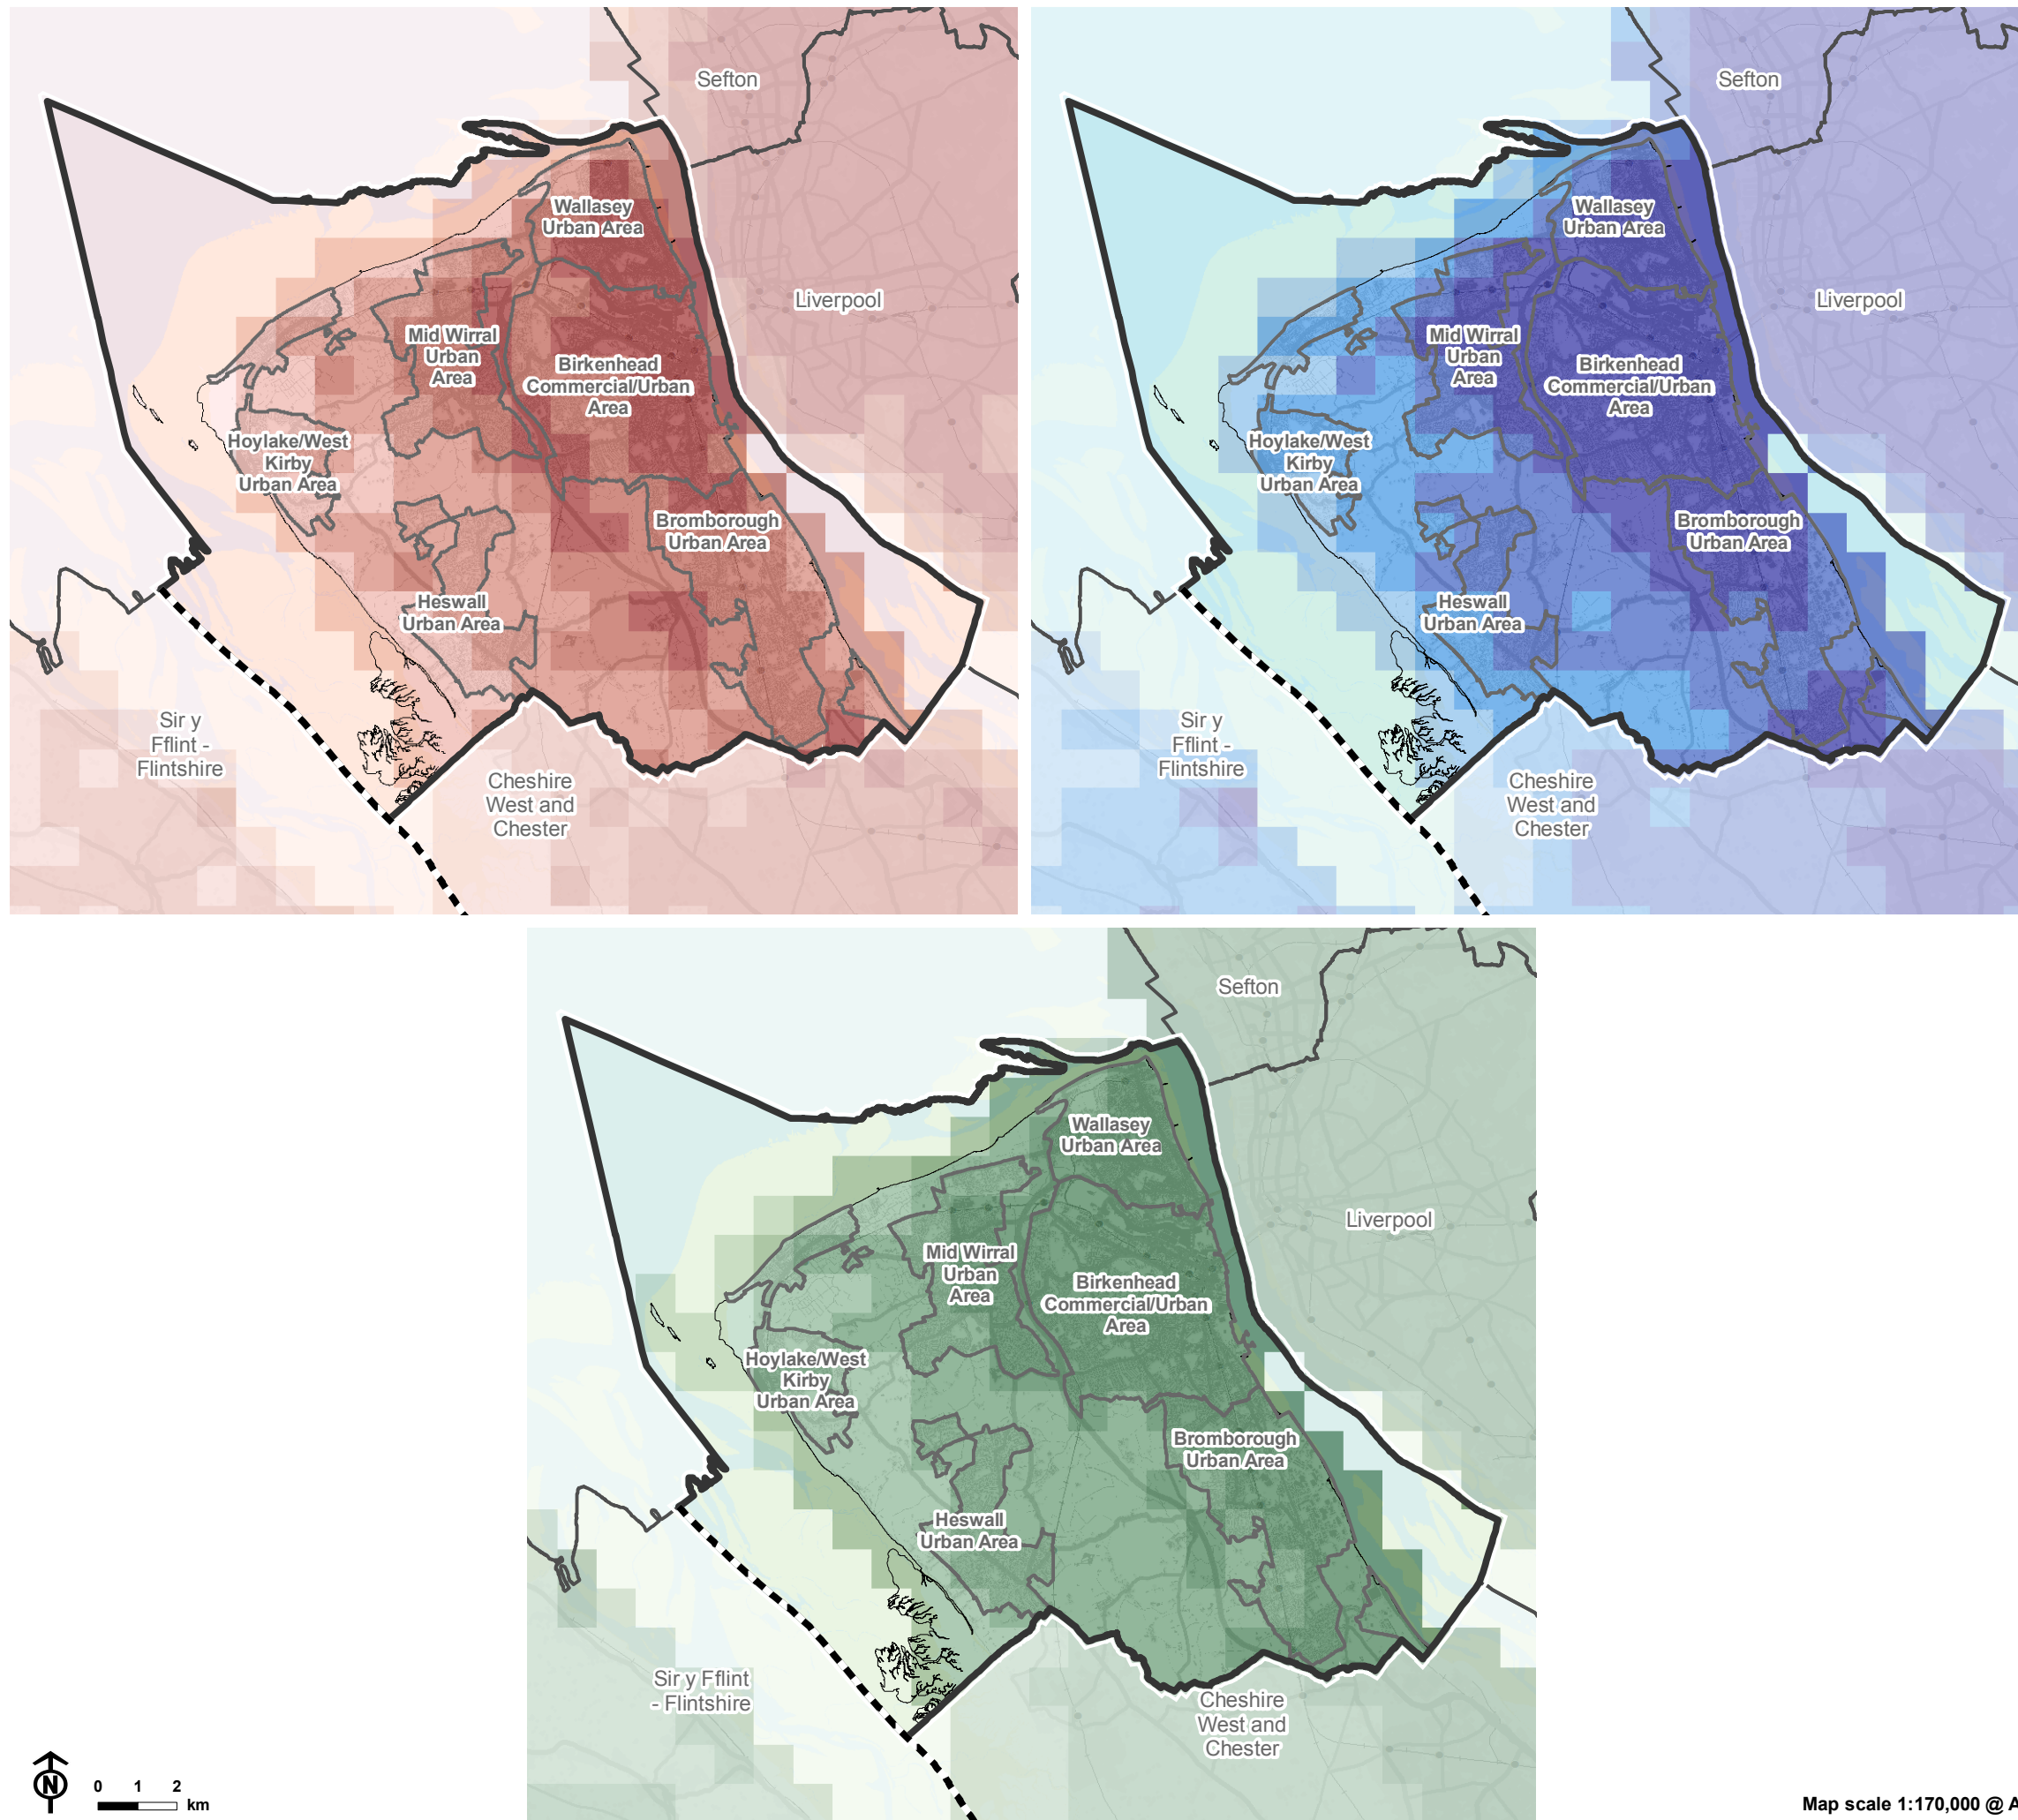 Sefton
Wallasey
Urban Area
Liverpool
Mid Wirral
Urban
Area
Birkenhead
Commercial/Urban
Area
Hoylake/West
Kirby
Urban Area
Bromborough
Urban Area
Heswall
Urban Area
Sir y
Fflint -
Flintshire
Cheshire
West and
Chester
Sefton
Wallasey
Urban Area
Liverpool
Mid Wirral
Urban
Area
Birkenhead
Commercial/Urban
Area
Hoylake/West
Kirby
Urban Area
Bromborough
Urban Area
Heswall
Urban Area
Sir y
Fflint -
Flintshire
Cheshire
West and
Chester
Sefton
Wallasey
Urban Area
Liverpool
Mid Wirral
Urban
Area
Birkenhead
Commercial/Urban
Area
Hoylake/West
Kirby
Urban Area
Bromborough
Urban Area
Heswall
Urban Area
Sir y Fflint
- Flintshire
Cheshire
West and
Chester
N
0 1 2
km
Map scale 1:170,000 @ A